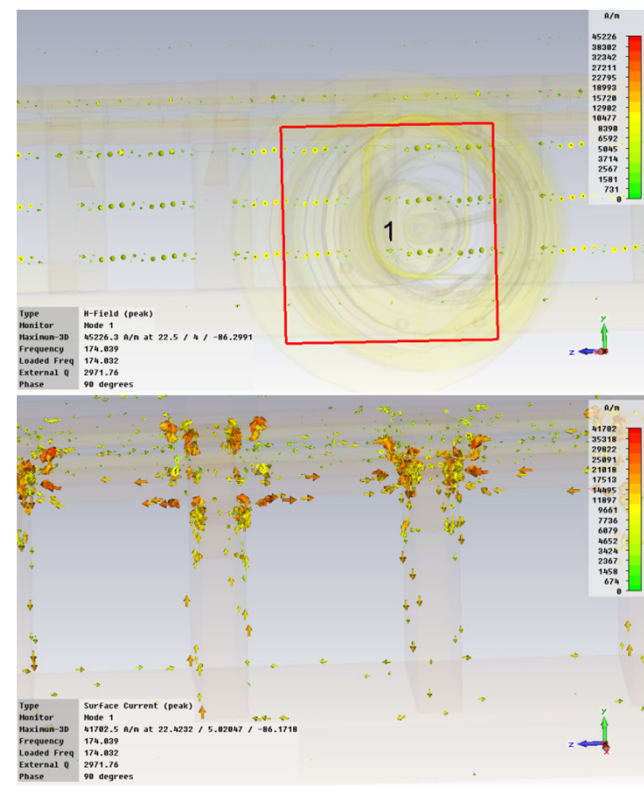 A/m
45226
38302
32342
27211
22795
18993
15720
12902
10477
8390
6592
5045
3714
2567
1581
731
0
1
Type H-Field (peak)
Monitor Mode 1
Maximum-3D 45226.3 A/m at 22.5 / 4 / -86.2991
Frequency 174.039
Loaded Freq 174.032
External Q 2971.76
Phase 90 degrees
y
z
A/m
41702
35318
29822
25091
21018
17513
14495
11897
9661
7736
6079
4652
3424
2367
1458
674
0
Type Surface Current (peak)
Monitor Mode 1
Maximum-3D 41702.5 A/m at 22.4232 / 5.02047 / -86.1718
Frequency 174.039
Loaded Freq 174.032
External Q 2971.76
Phase 90 degrees
y
z
x